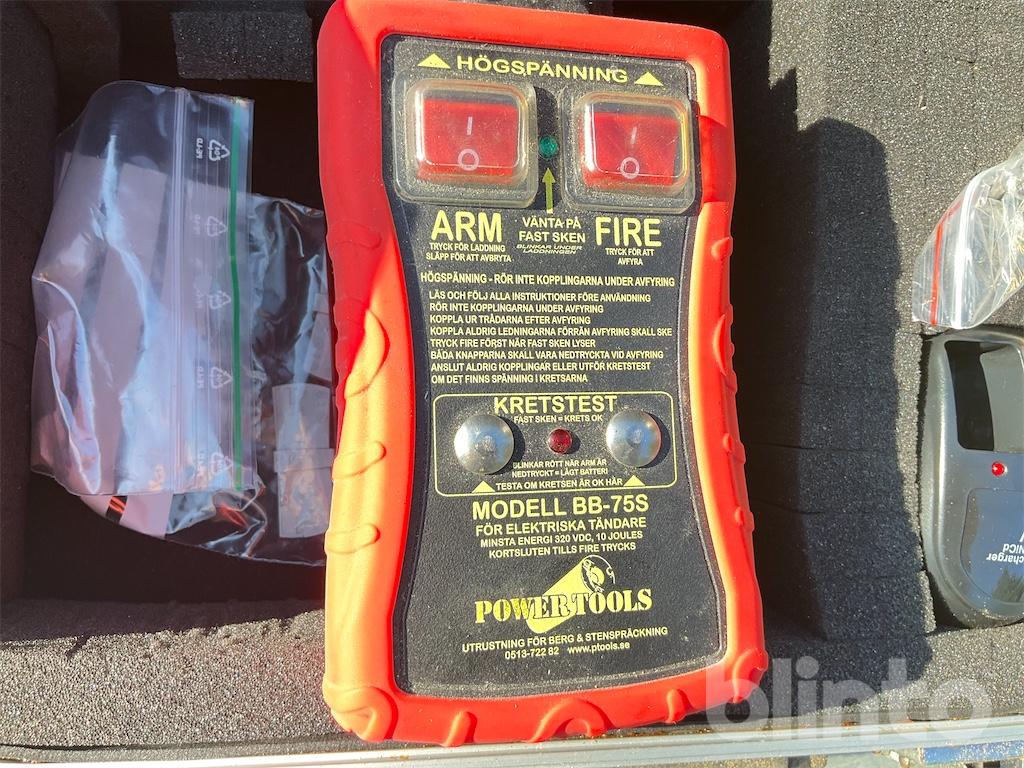 HÖGSPÄNNING
ARM
TRYCK FÖR LADDNING
SLÄPP FÖR ATT AVBRYTA
VÄNTA PÅ
FAST SKEN
BLINKAR UNDER
LADDNINGEN
FIRE
TRYCK FÖR ATT
AVFYRA
HÖGSPÄNNING - RÖR INTE KOPPLINGARNA UNDER AVFYRING
LÄS OCH FÖLJ ALLA INSTRUKTIONER FÖRE ANVÄNDNING
RÖR INTE KOPPLINGARNA UNDER AVFYRING
KOPPLA UR TRÅDARNA EFTER AVFYRING
KOPPLA ALDRIG LEDNINGARNA FÖRRÄN AVFYRING SKALL SKE
TRYCK FIRE FÖRST NÄR FAST SKEN LYSER
BÅDA KNAPPARNA SKALL VARA NEDTRYCKTA VID AVFYRING
ANSLUT ALDRIG KOPPLINGAR ELLER UTFÖR KRETSTEST
OM DET FINNS SPÄNNING I KRETSARNA
KRETSTEST
FAST SKEN = KRETS OK
BLINKAR RÖTT NÄR ARM ÄR
NEDTRYCKT = LÅGT BATTERI
TESTA OM KRETSEN ÄR OK HÄR
MODELL BB-75S
FÖR ELEKTRISKA TÄNDARE
MINSTA ENERGI 320 VDC, 10 JOULES
KORTSLUTEN TILLS FIRE TRYCKS
POWERTOOLS
UTRUSTNING FÖR BERG & STENSPRÄCKNING
0513-722 82 www.ptools.se
charger
NiCd
blinto